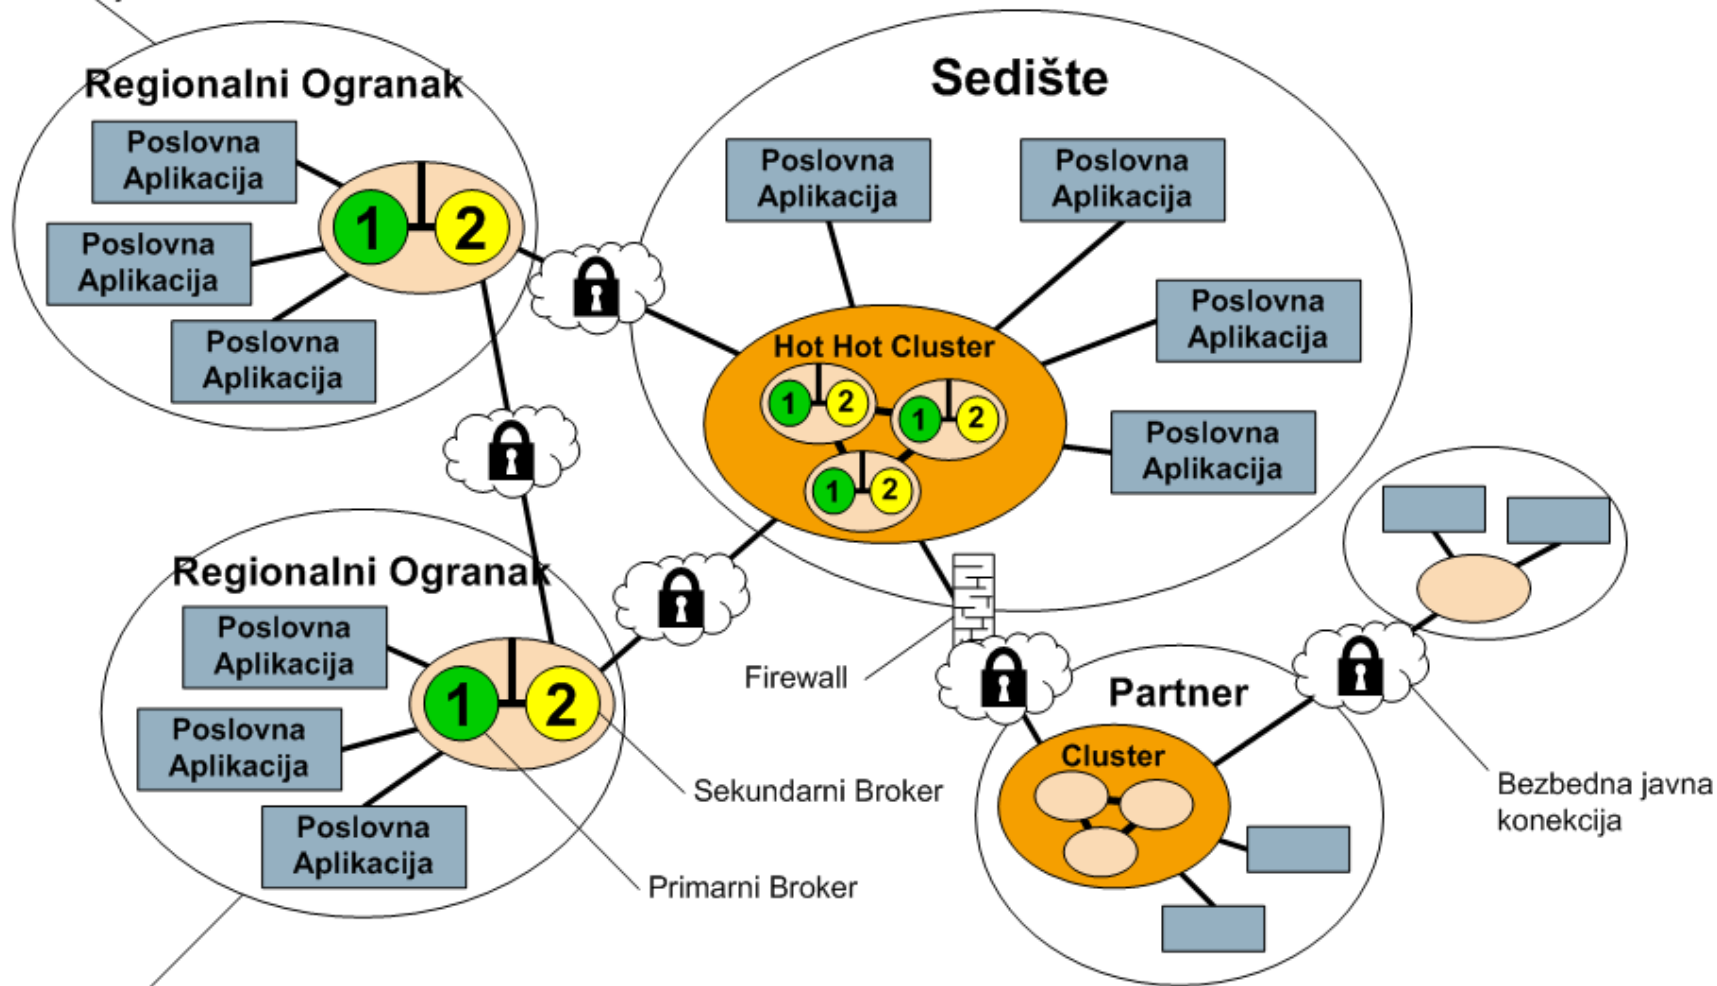 Regionalni Ogranak
Poslovna
Aplikacija
Poslovna
Aplikacija
Poslovna
Aplikacija
1
2
Sedište
Poslovna
Aplikacija
Poslovna
Aplikacija
Poslovna
Aplikacija
Poslovna
Aplikacija
Hot Hot Cluster
1
2
1
2
1
2
Regionalni Ogranak
Poslovna
Aplikacija
Poslovna
Aplikacija
Poslovna
Aplikacija
1
2
Firewall
Sekundarni Broker
Primarni Broker
Partner
Cluster
Bezbedna javna
konekcija